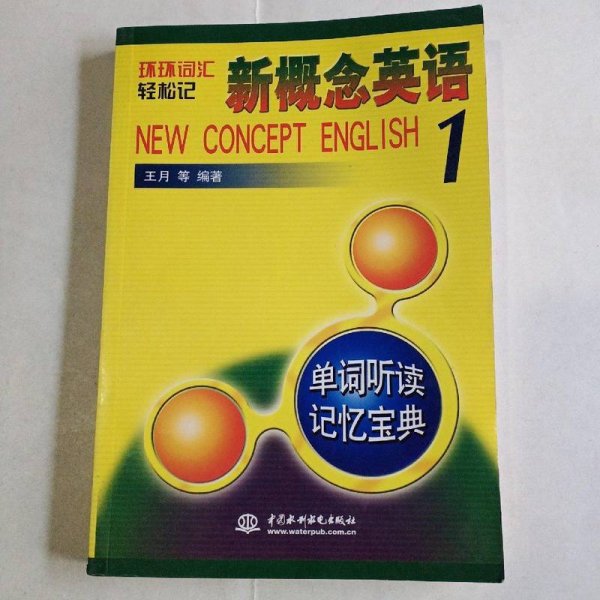 环环词汇
轻松记
新概念英语
NEW CONCEPT ENGLISH 1
王月 等 编著
单词听读
记忆宝典
中国水利水电出版社
www.waterpub.com.cn